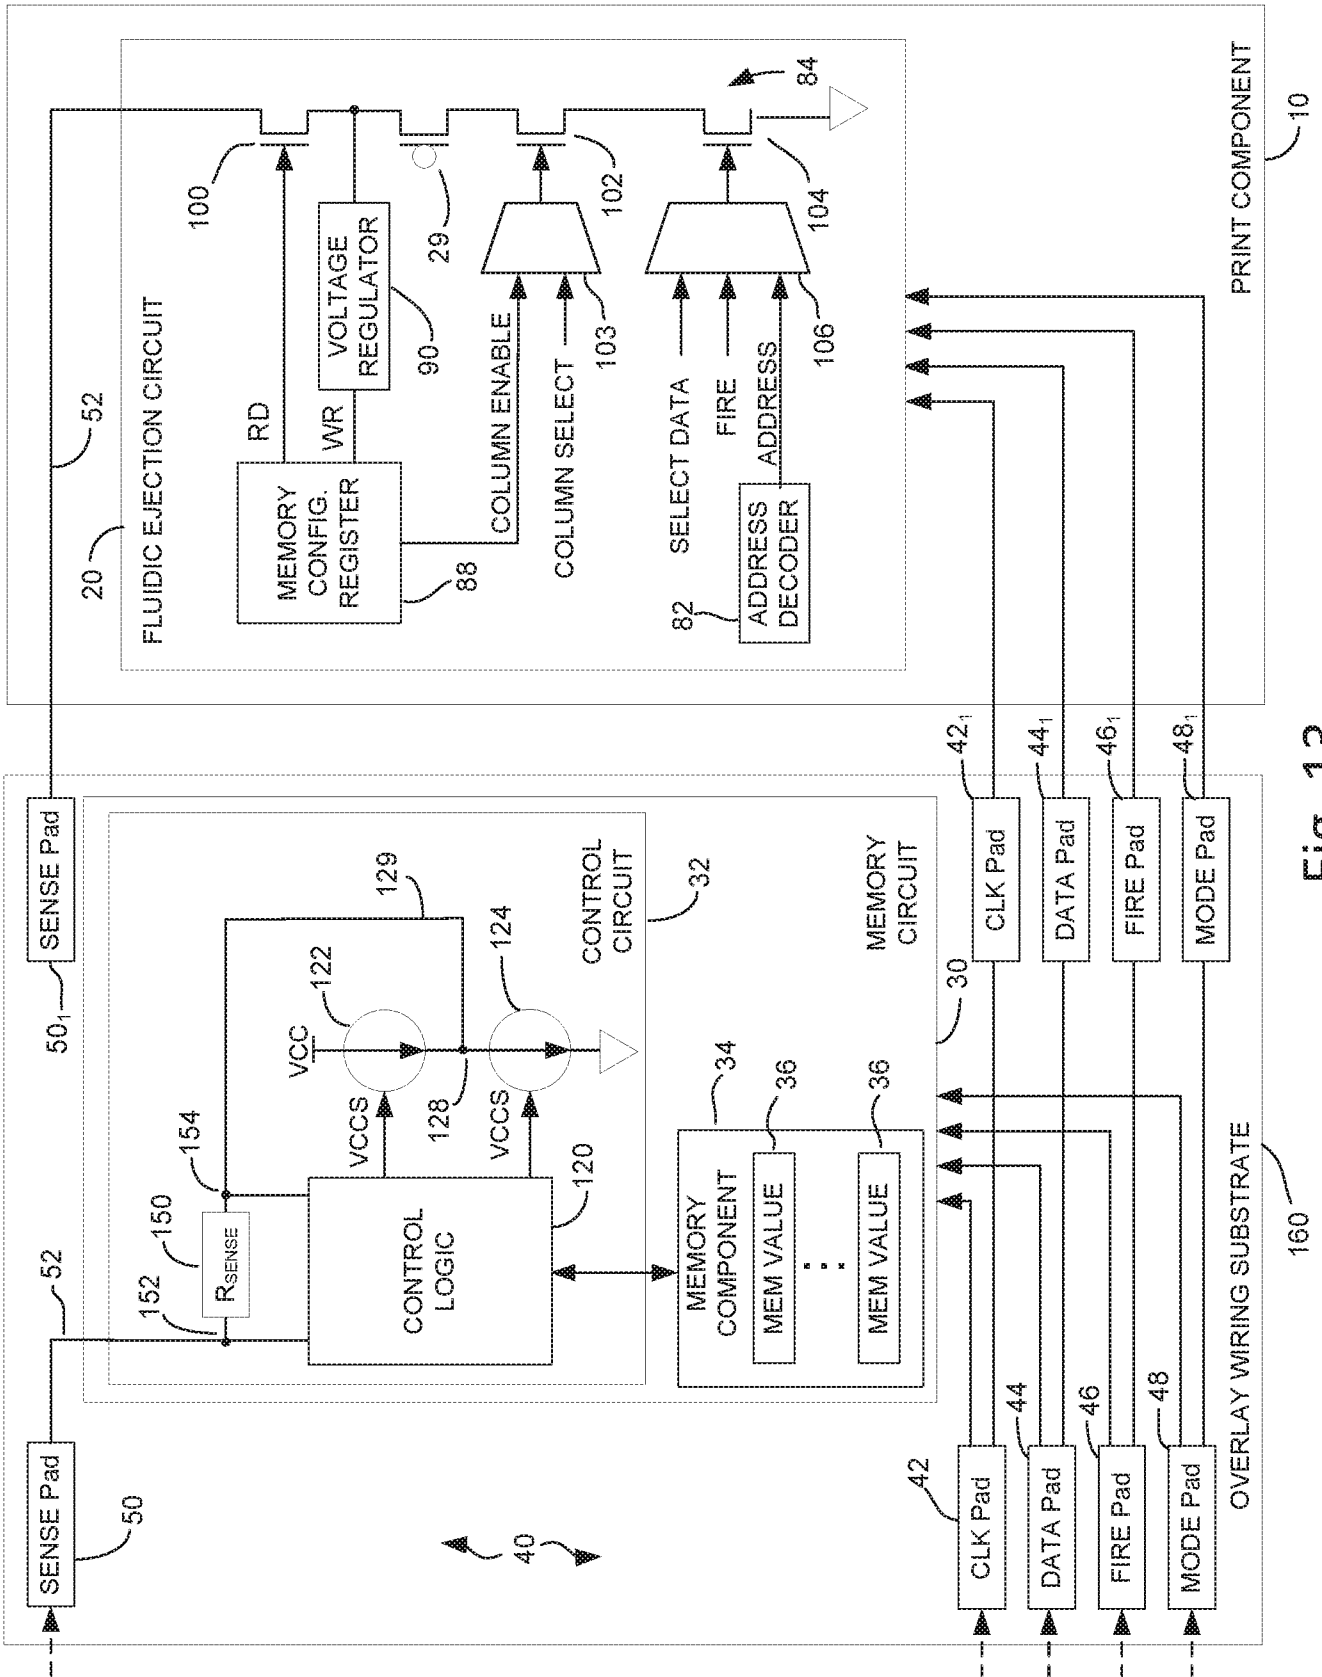 SENSE Pad
50
52
SENSE Pad
50₁
52
152
RSENSE
150
154
129
CONTROL
LOGIC
120
VCCS
VCCS
VCC
122
128
124
CONTROL
CIRCUIT
32
40
MEMORY
COMPONENT
34
MEM VALUE
36
MEM VALUE
36
MEMORY
CIRCUIT
30
42
CLK Pad
44
DATA Pad
46
FIRE Pad
48
MODE Pad
CLK Pad
42₁
DATA Pad
44₁
FIRE Pad
46₁
MODE Pad
48₁
OVERLAY WIRING SUBSTRATE
160
20
FLUIDIC EJECTION CIRCUIT
MEMORY
CONFIG.
REGISTER
88
RD
WR
100
VOLTAGE
REGULATOR
90
29
COLUMN ENABLE
COLUMN SELECT
103
102
SELECT DATA
FIRE
ADDRESS
82
ADDRESS
DECODER
106
104
84
PRINT COMPONENT
10
Fig.